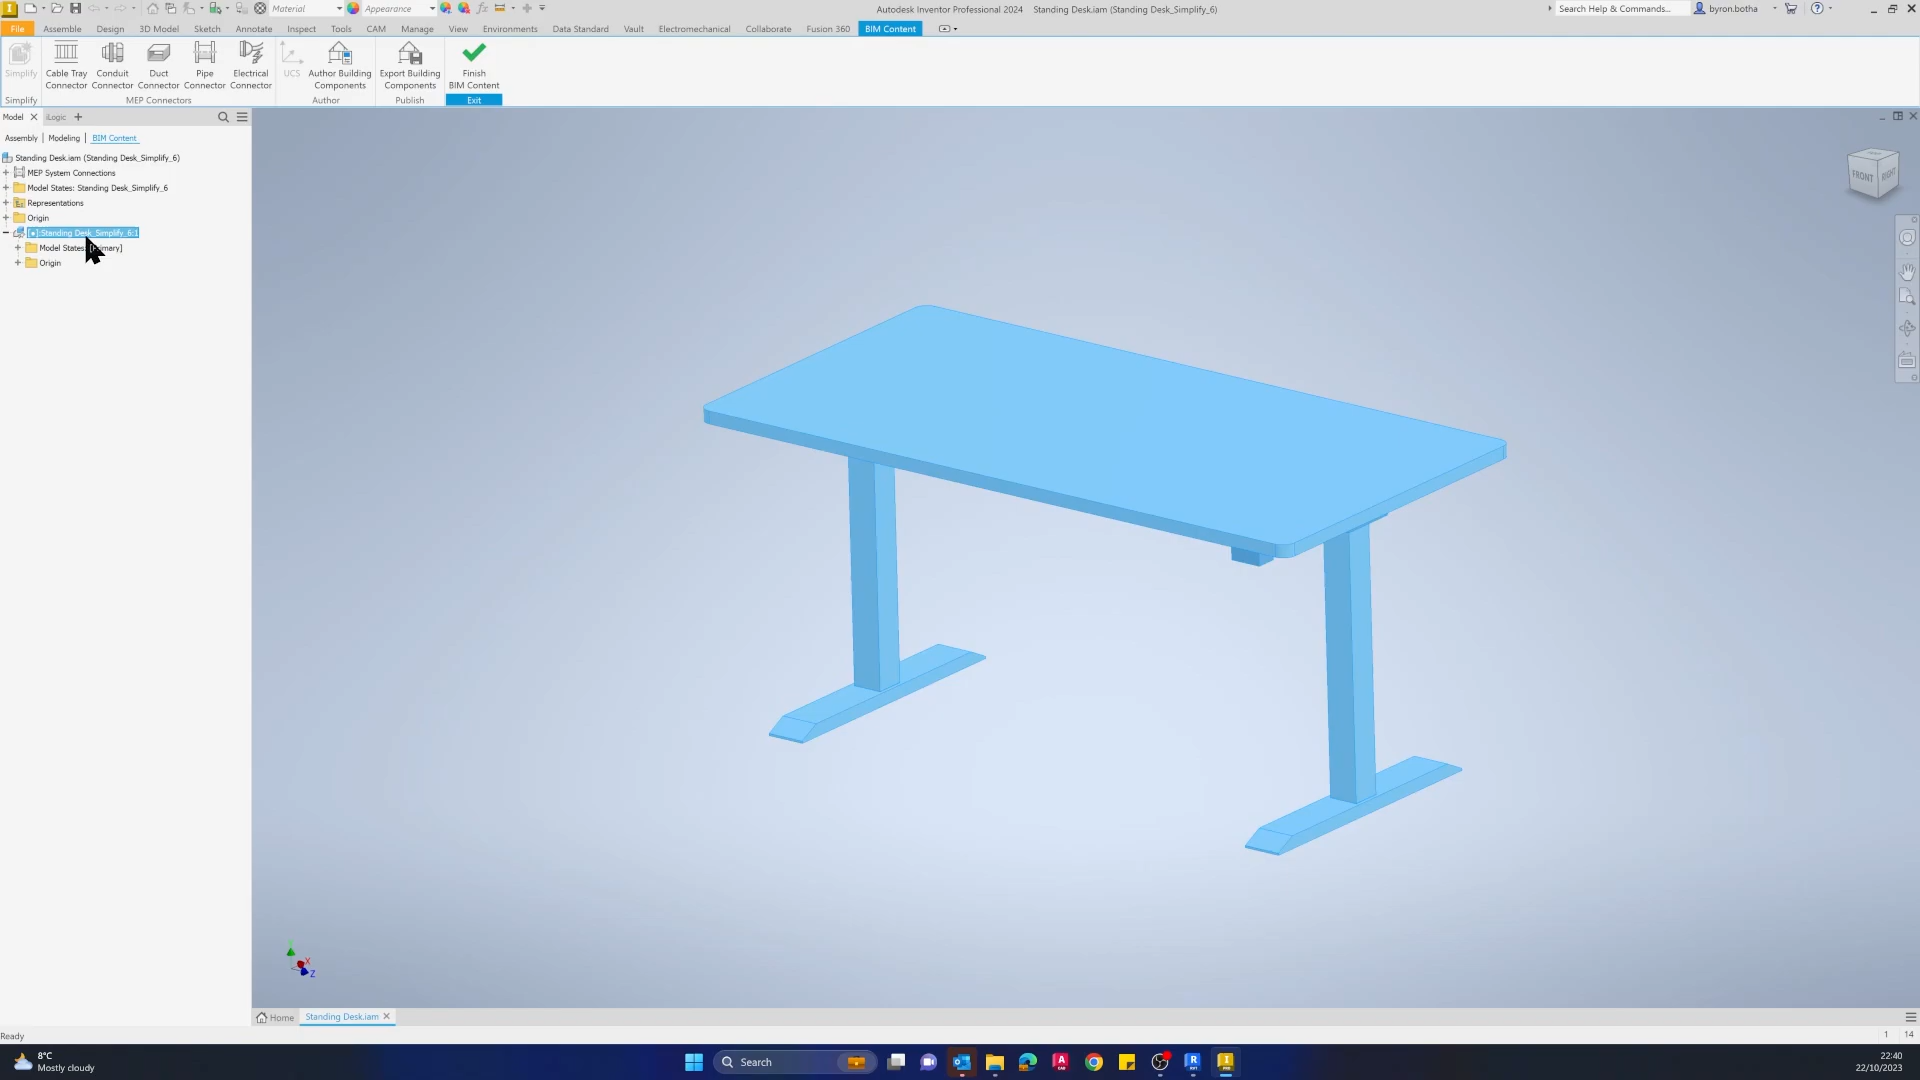 Material
Appearance
Autodesk Inventor Professional 2024 Standing Desk.iam (Standing Desk_Simplify_6)
Search Help & Commands...
byron.botha
File
Assemble
Design
3D Model
Sketch
Annotate
Inspect
Tools
CAM
Manage
View
Environments
Data Standard
Vault
Electromechanical
Collaborate
Fusion 360
BIM Content
Simplify
Cable Tray
Connector
Conduit
Connector
Duct
Connector
Pipe
Connector
Electrical
Connector
UCS
Author Building
Components
Export Building
Components
Finish
BIM Content
Simplify
MEP Connectors
Author
Publish
Exit
Model
iLogic
Assembly
Modeling
BIM Content
Standing Desk.iam (Standing Desk_Simplify_6)
MEP System Connections
Model States: Standing Desk_Simplify_6
Representations
Origin
Standing Desk_Simplify_6:1
Model States:
Origin
FRONT
RIGHT
X
Z
Home
Standing Desk.iam
Ready
1
14
8°C
Mostly cloudy
Search
22:40
22/10/2023